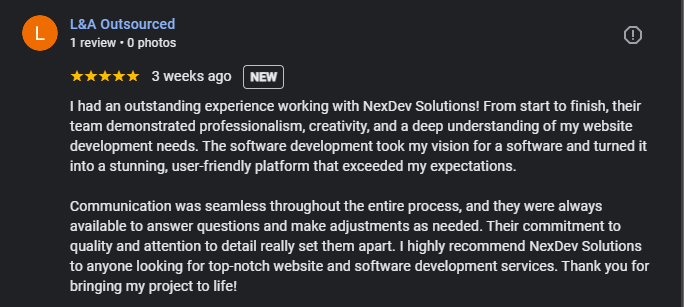 L
L&A Outsourced
1 review • 0 photos
★★★★★ 3 weeks ago NEW
I had an outstanding experience working with NexDev Solutions! From start to finish, their
team demonstrated professionalism, creativity, and a deep understanding of my website
development needs. The software development took my vision for a software and turned it
into a stunning, user-friendly platform that exceeded my expectations.
Communication was seamless throughout the entire process, and they were always
available to answer questions and make adjustments as needed. Their commitment to
quality and attention to detail really set them apart. I highly recommend NexDev Solutions
to anyone looking for top-notch website and software development services. Thank you for
bringing my project to life!